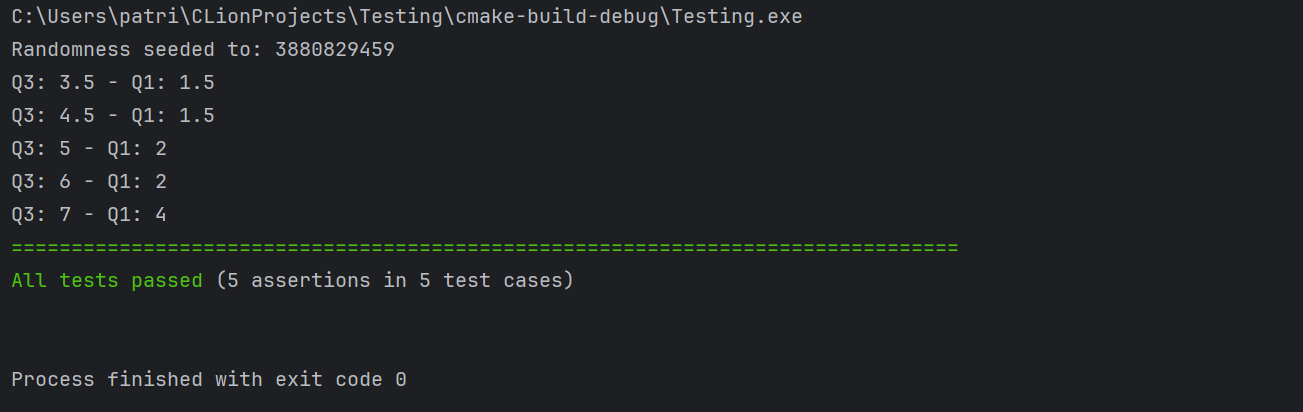 C:\Users\patri\CLionProjects\Testing\cmake-build-debug\Testing.exe
Randomness seeded to: 3880829459
Q3: 3.5 - Q1: 1.5
Q3: 4.5 - Q1: 1.5
Q3: 5 - Q1: 2
Q3: 6 - Q1: 2
Q3: 7 - Q1: 4
===============================================================================
All tests passed (5 assertions in 5 test cases)
Process finished with exit code 0